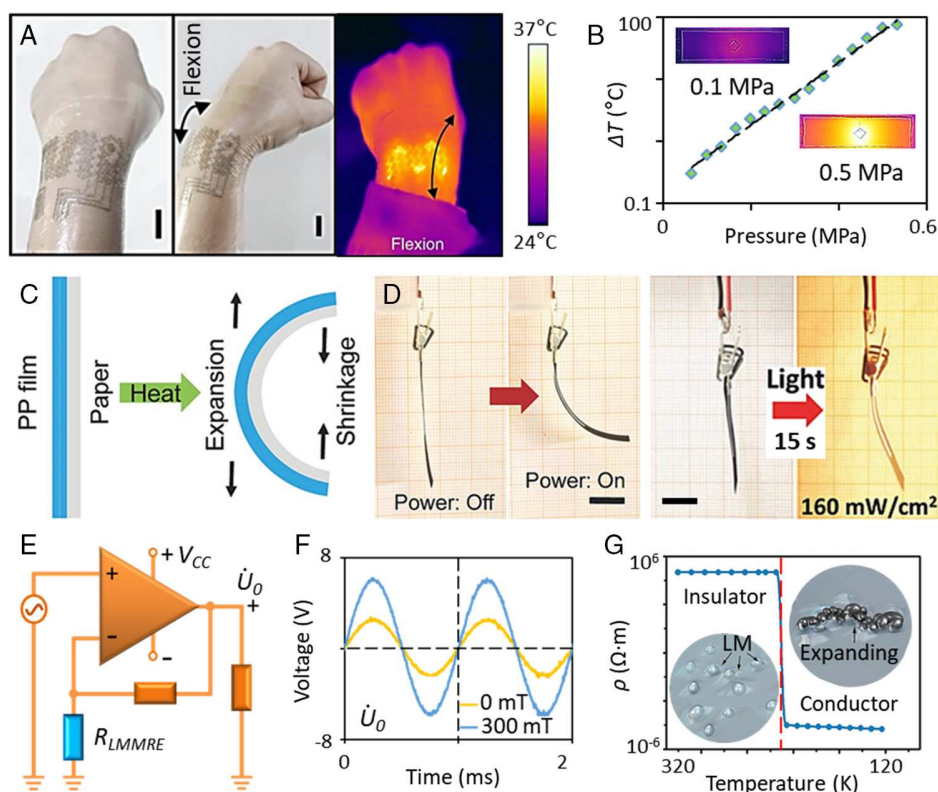 A
Flexion
37°C
24°C
Flexion
B
100
ΔT (°C)
0.1 MPa
0.5 MPa
0.1
0
Pressure (MPa)
0.6
C
PP film
Paper
Heat
Expansion
Shrinkage
D
Power: Off
Power: On
Light
15 s
160 mW/cm²
E
+ V_CC
U̇₀
+
−
+
−
R_LMMRE
F
8
Voltage (V)
-8
U̇₀
0 mT
300 mT
0
Time (ms)
2
G
10⁶
ρ (Ω·m)
10⁻⁶
Insulator
LM
Expanding
Conductor
320
Temperature (K)
120